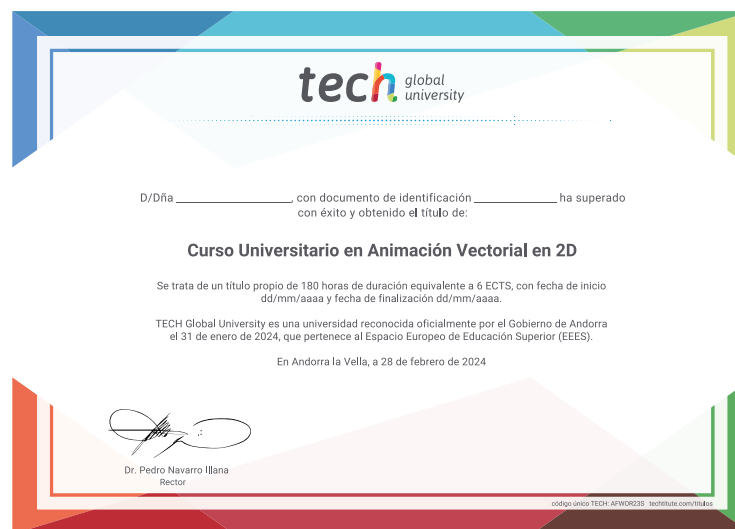 tech global university
D/Dña ____________________, con documento de identificación ______________ ha superado
con éxito y obtenido el título de:
Curso Universitario en Animación Vectorial en 2D
Se trata de un título propio de 180 horas de duración equivalente a 6 ECTS, con fecha de inicio
dd/mm/aaaa y fecha de finalización dd/mm/aaaa.
TECH Global University es una universidad reconocida oficialmente por el Gobierno de Andorra
el 31 de enero de 2024, que pertenece al Espacio Europeo de Educación Superior (EEES).
En Andorra la Vella, a 28 de febrero de 2024
Dr. Pedro Navarro Illana
Rector
código único TECH: AFWOR23S techtitute.com/titulos